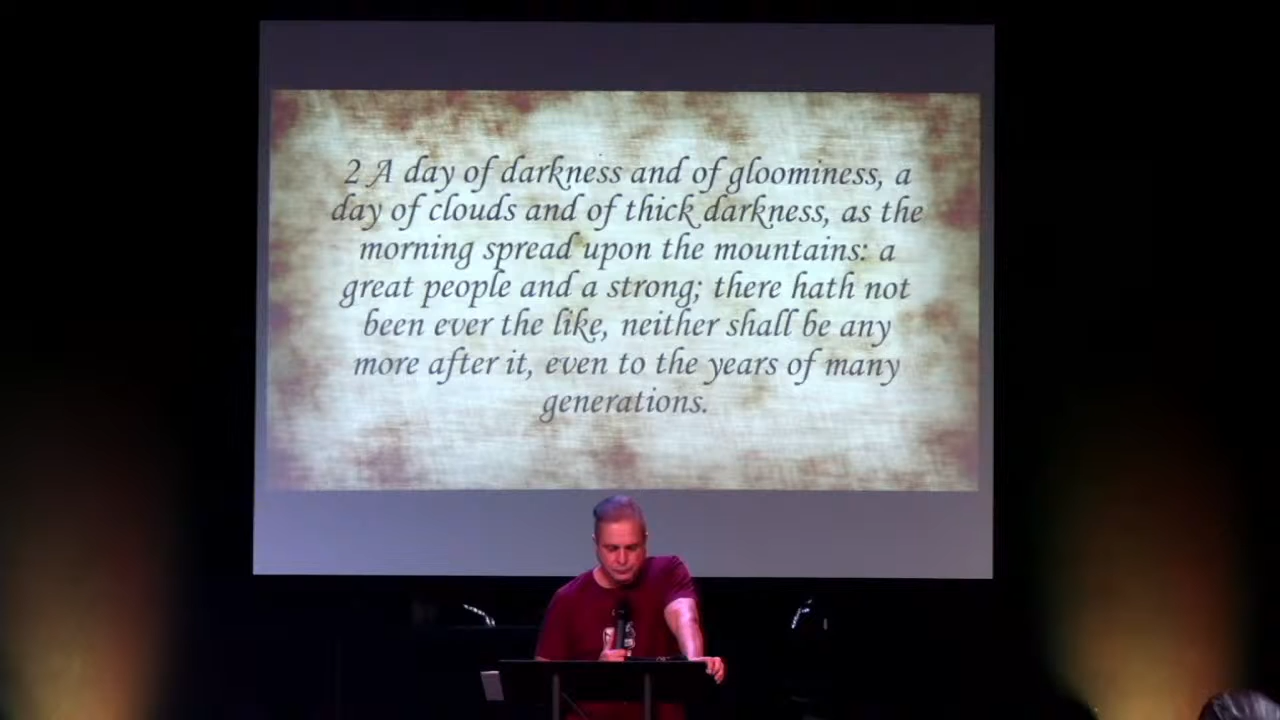 2 A day of darkness and of gloominess, a
day of clouds and of thick darkness, as the
morning spread upon the mountains: a
great people and a strong; there hath not
been ever the like, neither shall be any
more after it, even to the years of many
generations.